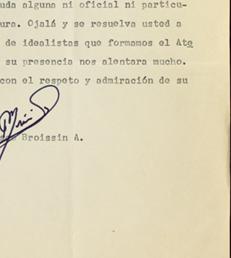 uda alguna ni oficial ni particu-
ura. Ojalá y se resuelva usted a
de idealistas que formamos el Ate
su presencia nos alentara mucho.
con el respeto y admiración de su
Broissin A.